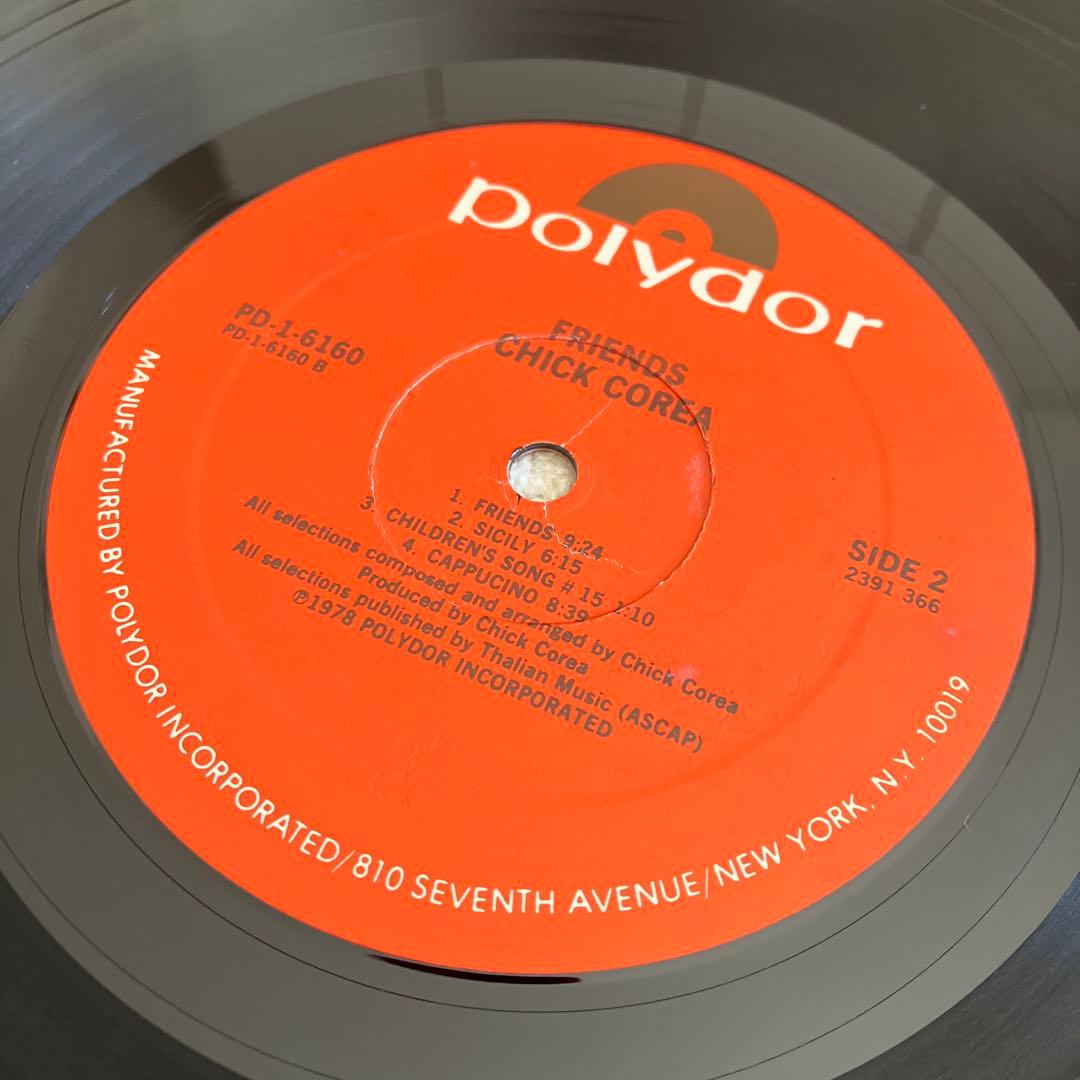 polydor
PD-1-6160
PD-1-6160 B
FRIENDS
CHICK COREA
1. FRIENDS 9:24
2. SICILY 6:15
3. CHILDREN'S SONG # 15 :10
4. CAPPUCINO 8:39
All selections composed and arranged by Chick Corea
Produced by Chick Corea
All selections published by Thalian Music (ASCAP)
℗1978 POLYDOR INCORPORATED
SIDE 2
2391 366
MANUFACTURED BY POLYDOR INCORPORATED/810 SEVENTH AVENUE/NEW YORK, N.Y. 10019